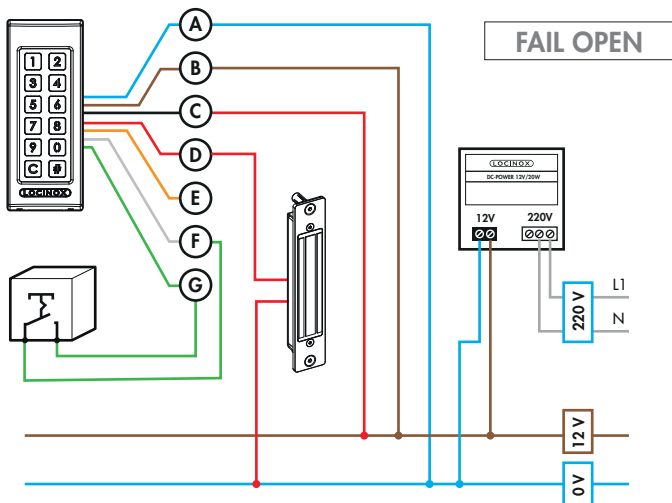 FAIL OPEN
A
B
C
D
E
F
G
1 2
3 4
5 6
7 8
9 0
C #
LOCINOX
LOCINOX
DC-POWER 12V/20W
12V 220V
220 V
L1
N
12 V
0 V